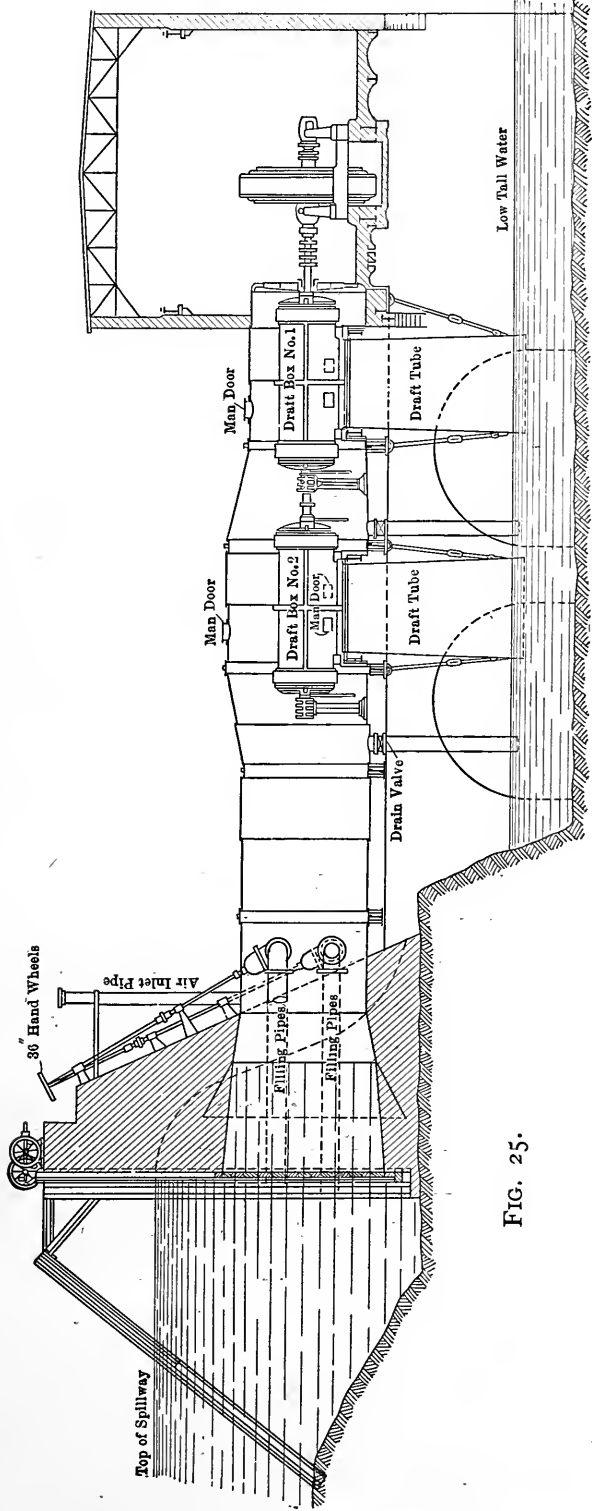 36" Hand Wheels
Air Inlet Pipe
Top of Spillway
Filling Pipes
Filling Pipes
Drain Valve
Man Door
Draft Box No.2
Man Door
Draft Tube
Man Door
Draft Box No.1
Draft Tube
Low Tall Water
FIG. 25.